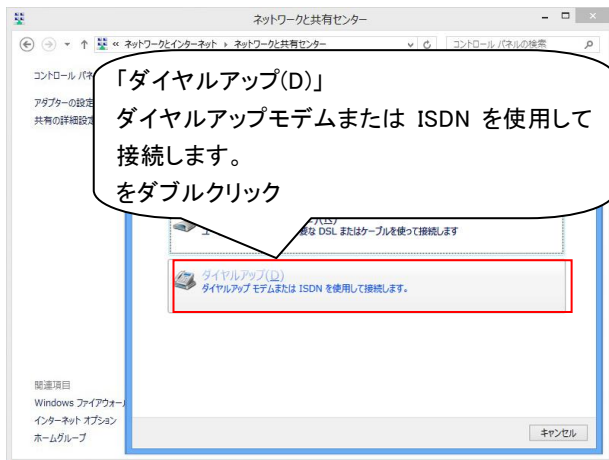 ネットワークと共有センター
« ネットワークとインターネット ▸ ネットワークと共有センター
コントロール パネルの検索
コントロール パネ
アダプターの設定
共有の詳細設定
「ダイヤルアップ(D)」
ダイヤルアップモデムまたは ISDN を使用して
接続します。
をダブルクリック
要な DSL またはケーブルを使って接続します
ダイヤルアップ(D)
ダイヤルアップ モデムまたは ISDN を使用して接続します。
関連項目
Windows ファイアウォー
インターネット オプション
ホームグループ
キャンセル